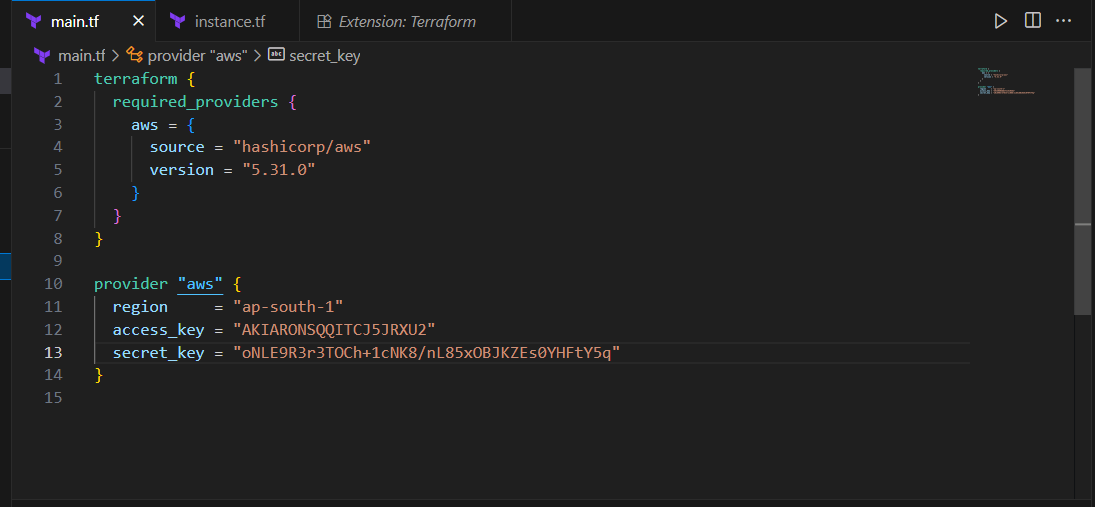 main.tf
instance.tf
Extension: Terraform
main.tf > provider "aws" > abc secret_key
1 terraform {
2 required_providers {
3 aws = {
4 source = "hashicorp/aws"
5 version = "5.31.0"
6 }
7 }
8 }
9
10 provider "aws" {
11 region     = "ap-south-1"
12 access_key = "AKIARONSQQITCJ5JRXU2"
13 secret_key = "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"
14 }
15